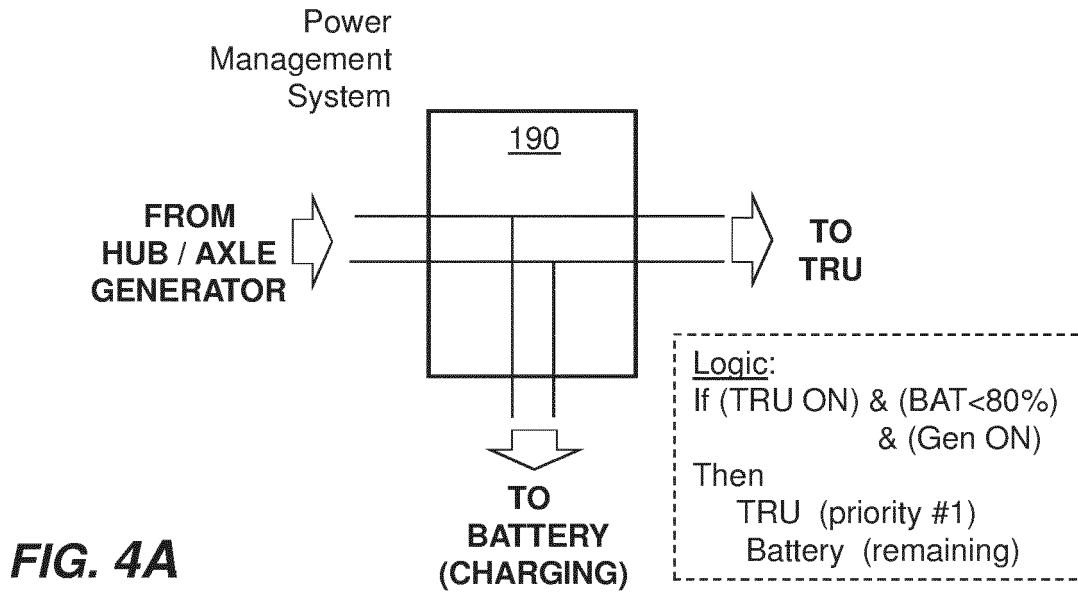 Power
Management
System
190
FROM
HUB / AXLE
GENERATOR
TO
TRU
TO
BATTERY
(CHARGING)
Logic:
If (TRU ON) & (BAT<80%)
& (Gen ON)
Then
TRU (priority #1)
Battery (remaining)
FIG. 4A